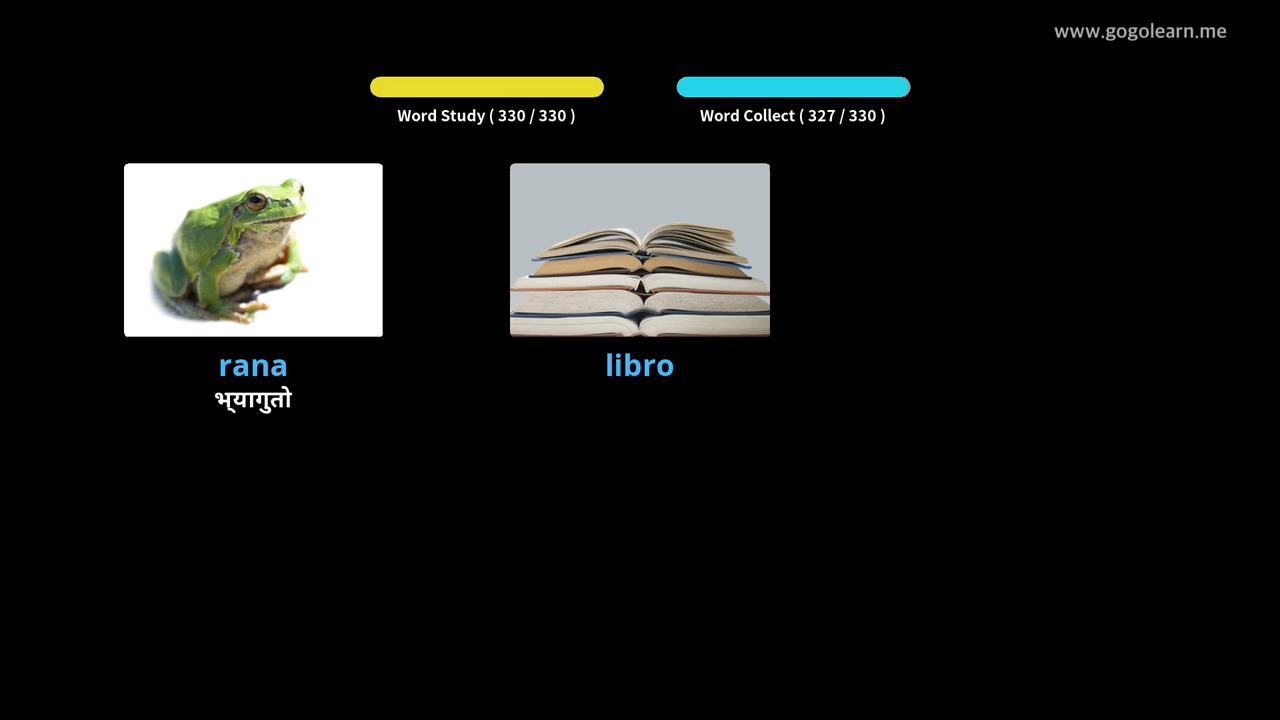 www.gogolearn.me
Word Study ( 330 / 330 )
Word Collect ( 327 / 330 )
rana
libro
भ्यागुतो